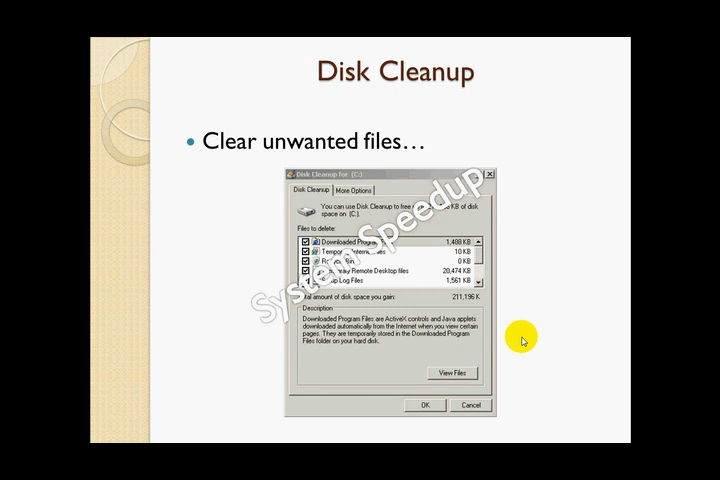 Disk Cleanup
Clear unwanted files…
Disk Cleanup for (C:)
Disk Cleanup More Options
You can use Disk Cleanup to free KB of disk
space on (C:).
Files to delete:
Downloaded Program 1,488 KB
Files 10 KB
0 KB
Remote Desktop files 20,474 KB
Log Files 1,561 KB
amount of disk space you gain: 211,196 K
Description
Downloaded Program Files are ActiveX controls and Java applets
downloaded automatically from the Internet when you view certain
pages. They are temporarily stored in the Downloaded Program
Files folder on your hard disk.
View Files
OK Cancel
System Speedup